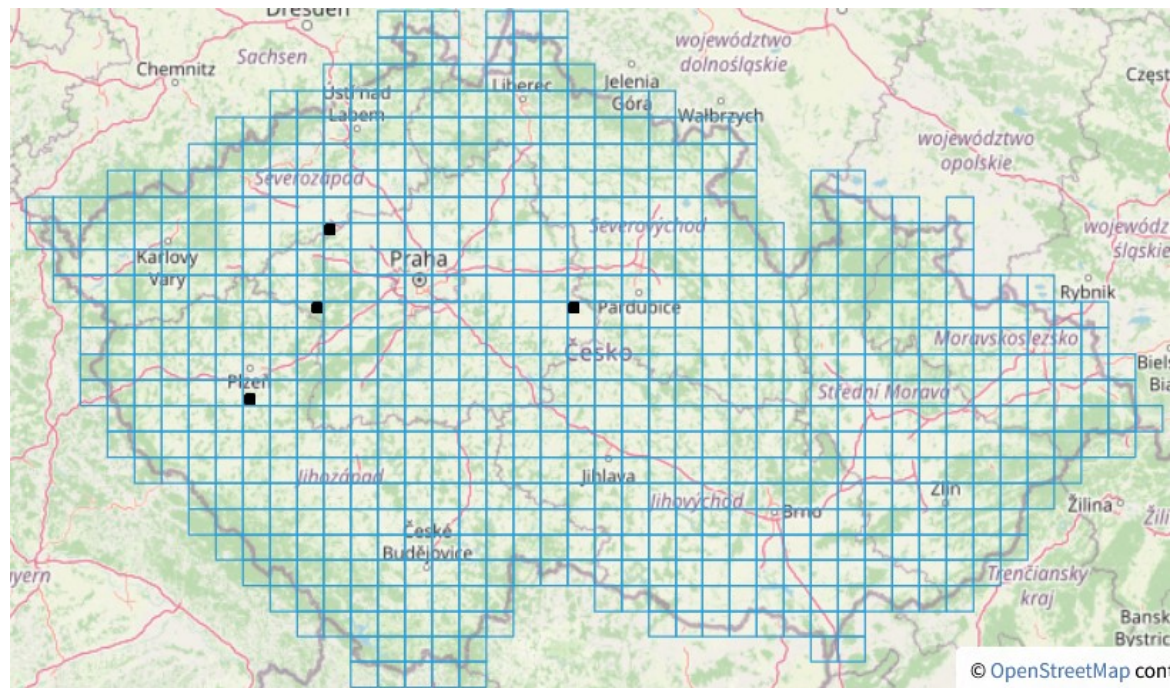 Dresden
województwo
dolnośląskie
Sachsen
Chemnitz
Częst
Ústí nad
Labem
Liberec
Jelenia
Góra
Wałbrzych
województwo
opolskie
Severozápad
Karlovy
Vary
Severovýchod
wojewódz
śląskie
Praha
Rybnik
Pardubice
Moravskoslezsko
Česko
Biels
Bia
Plzeň
Střední Morava
Jihozápad
Jihlava
Jihovýchod
Brno
Zlín
Žilina
Žili
České
Budějovice
ayern
Trenčiansky
kraj
Bansk
Bystric
© OpenStreetMap cont